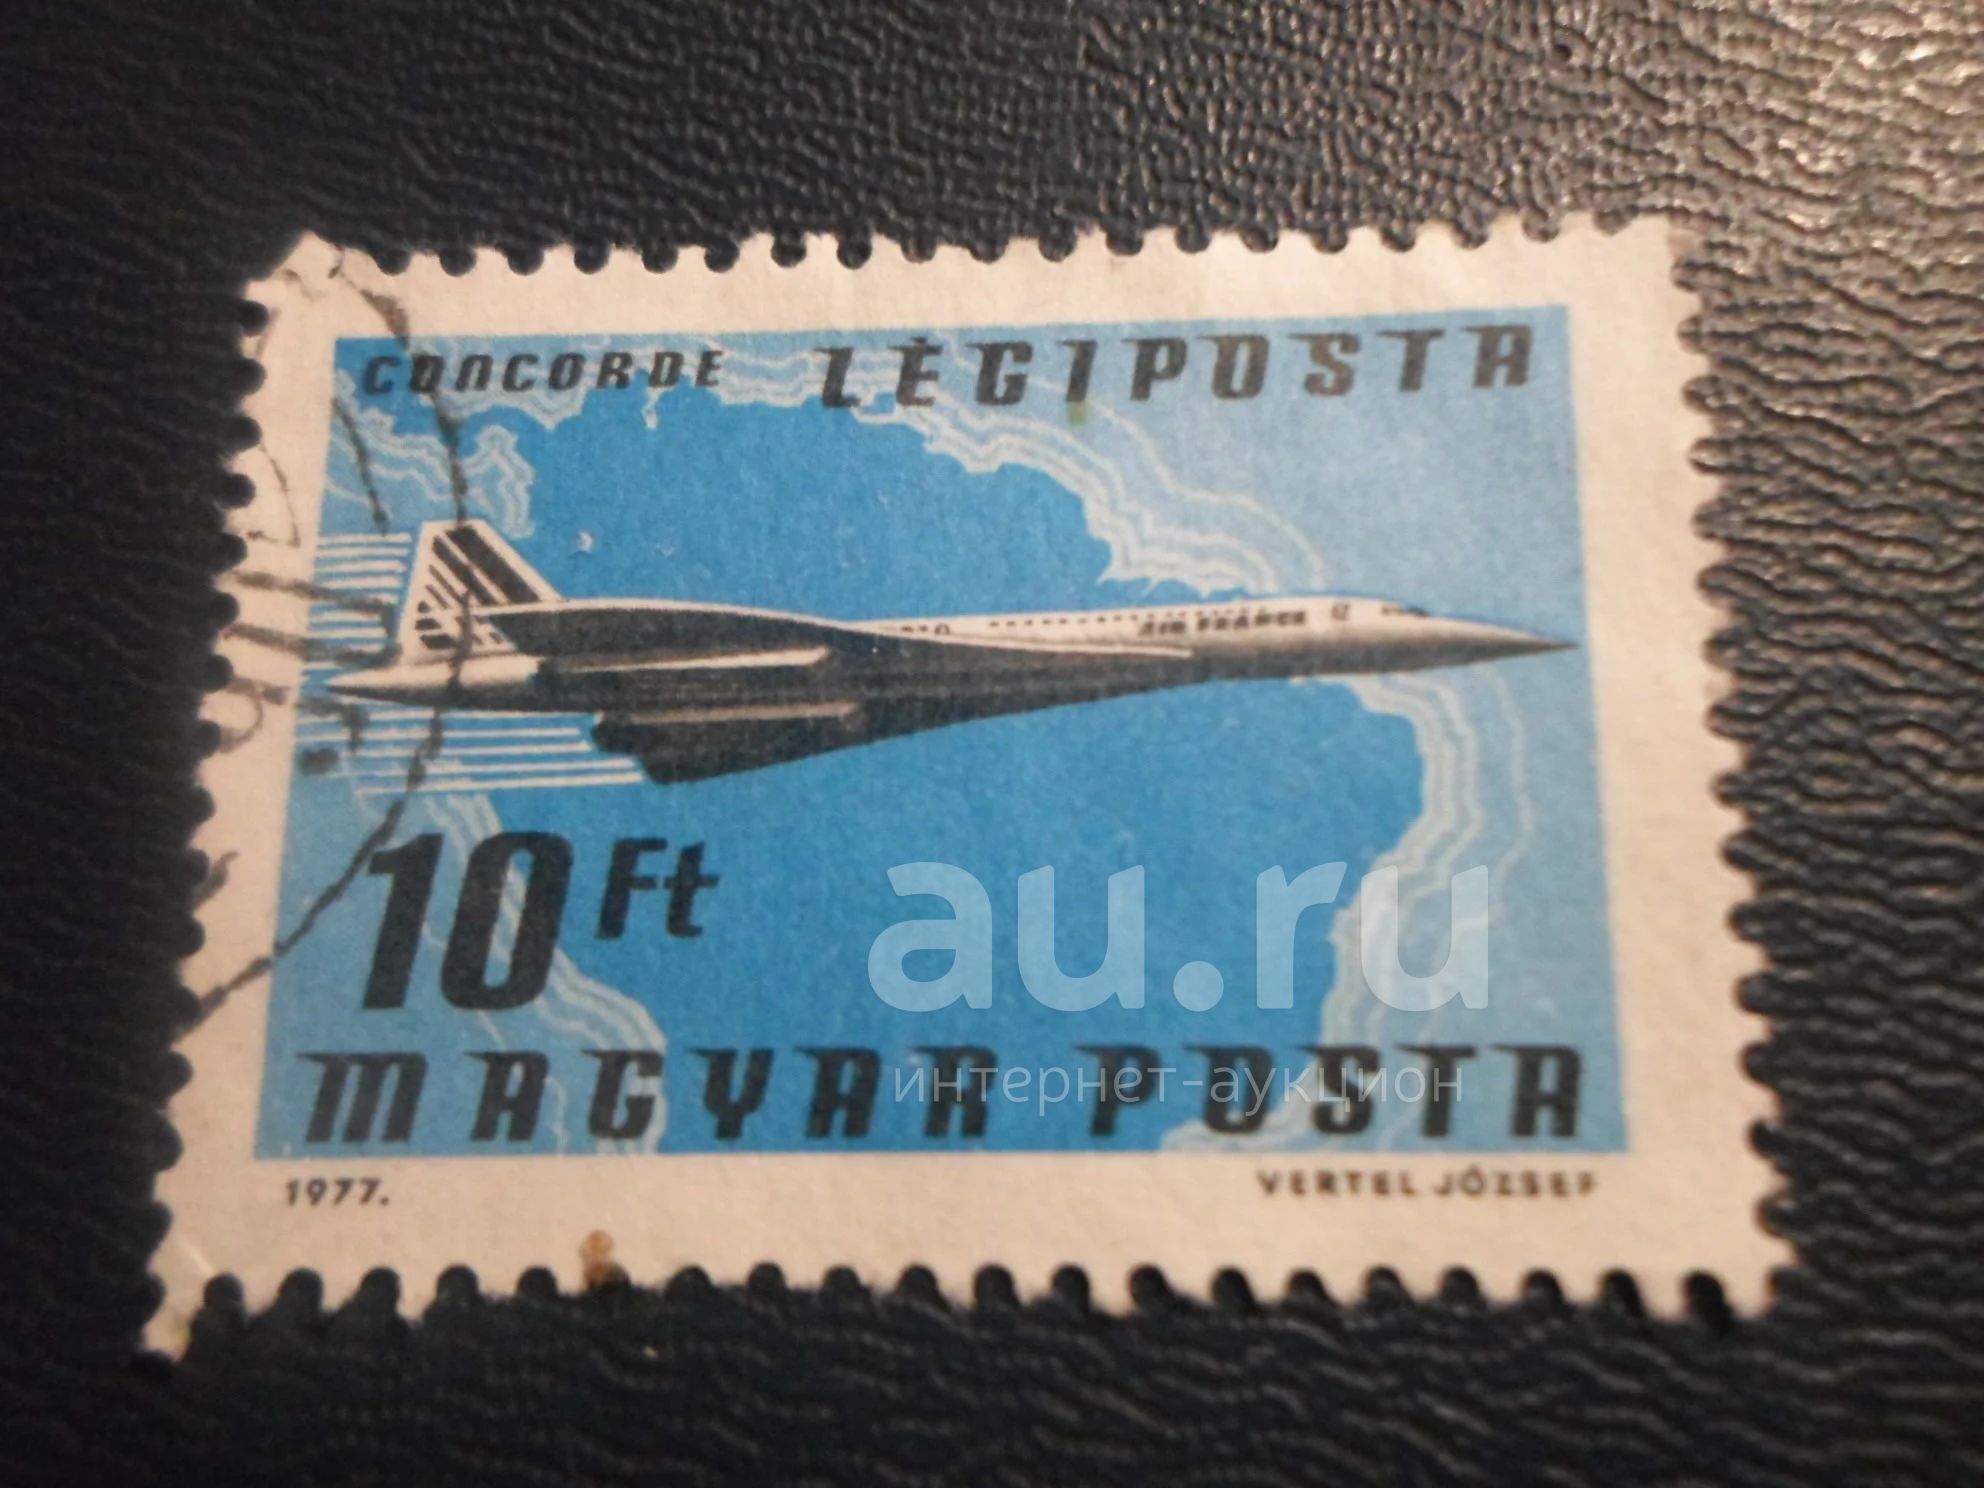 CONCORDE LÉGIPOSTA
AIR FRANCE
10 Ft
au.ru
MAGYAR POSTA
интернет-аукцион
1977. VERTEL JÓZSEF